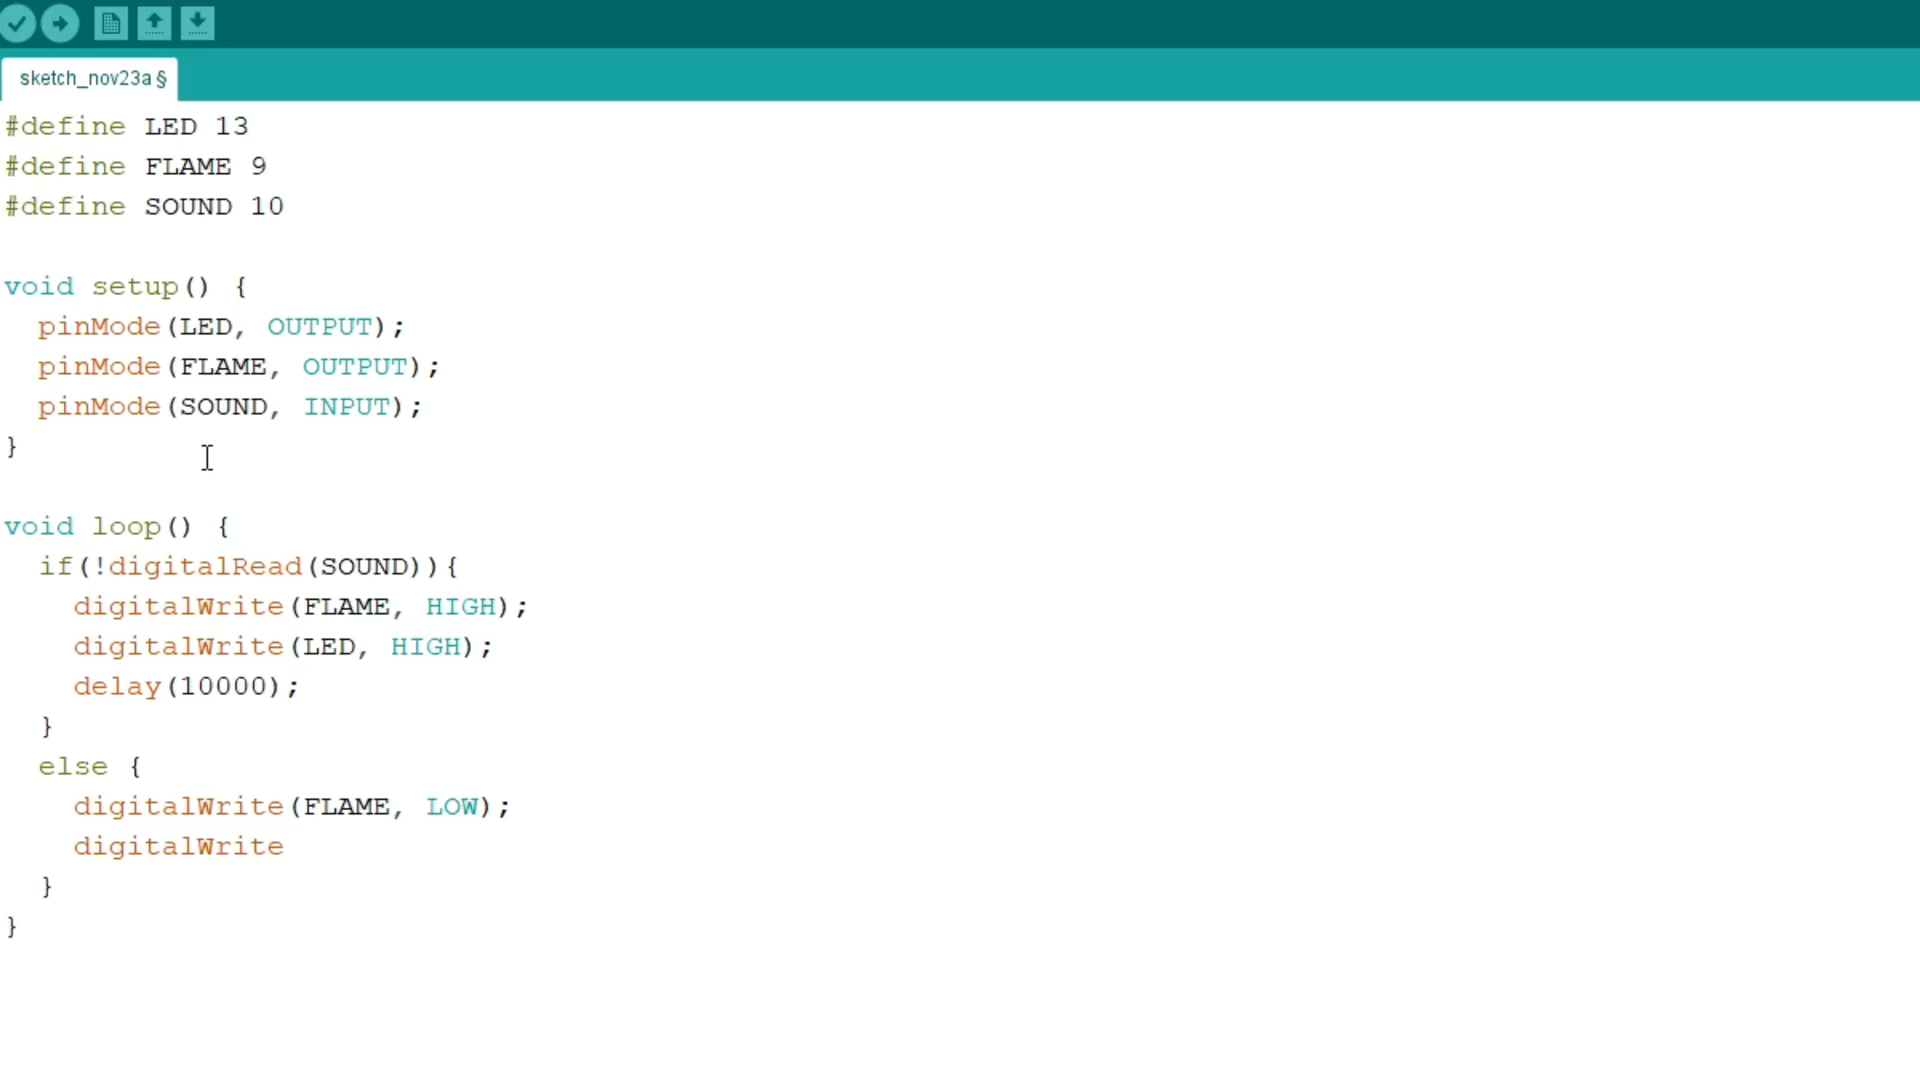 sketch_nov23a §
#define LED 13
#define FLAME 9
#define SOUND 10
void setup() {
  pinMode(LED, OUTPUT);
  pinMode(FLAME, OUTPUT);
  pinMode(SOUND, INPUT);
}
void loop() {
  if(!digitalRead(SOUND)){
    digitalWrite(FLAME, HIGH);
    digitalWrite(LED, HIGH);
    delay(10000);
  }
  else {
    digitalWrite(FLAME, LOW);
    digitalWrite
  }
}